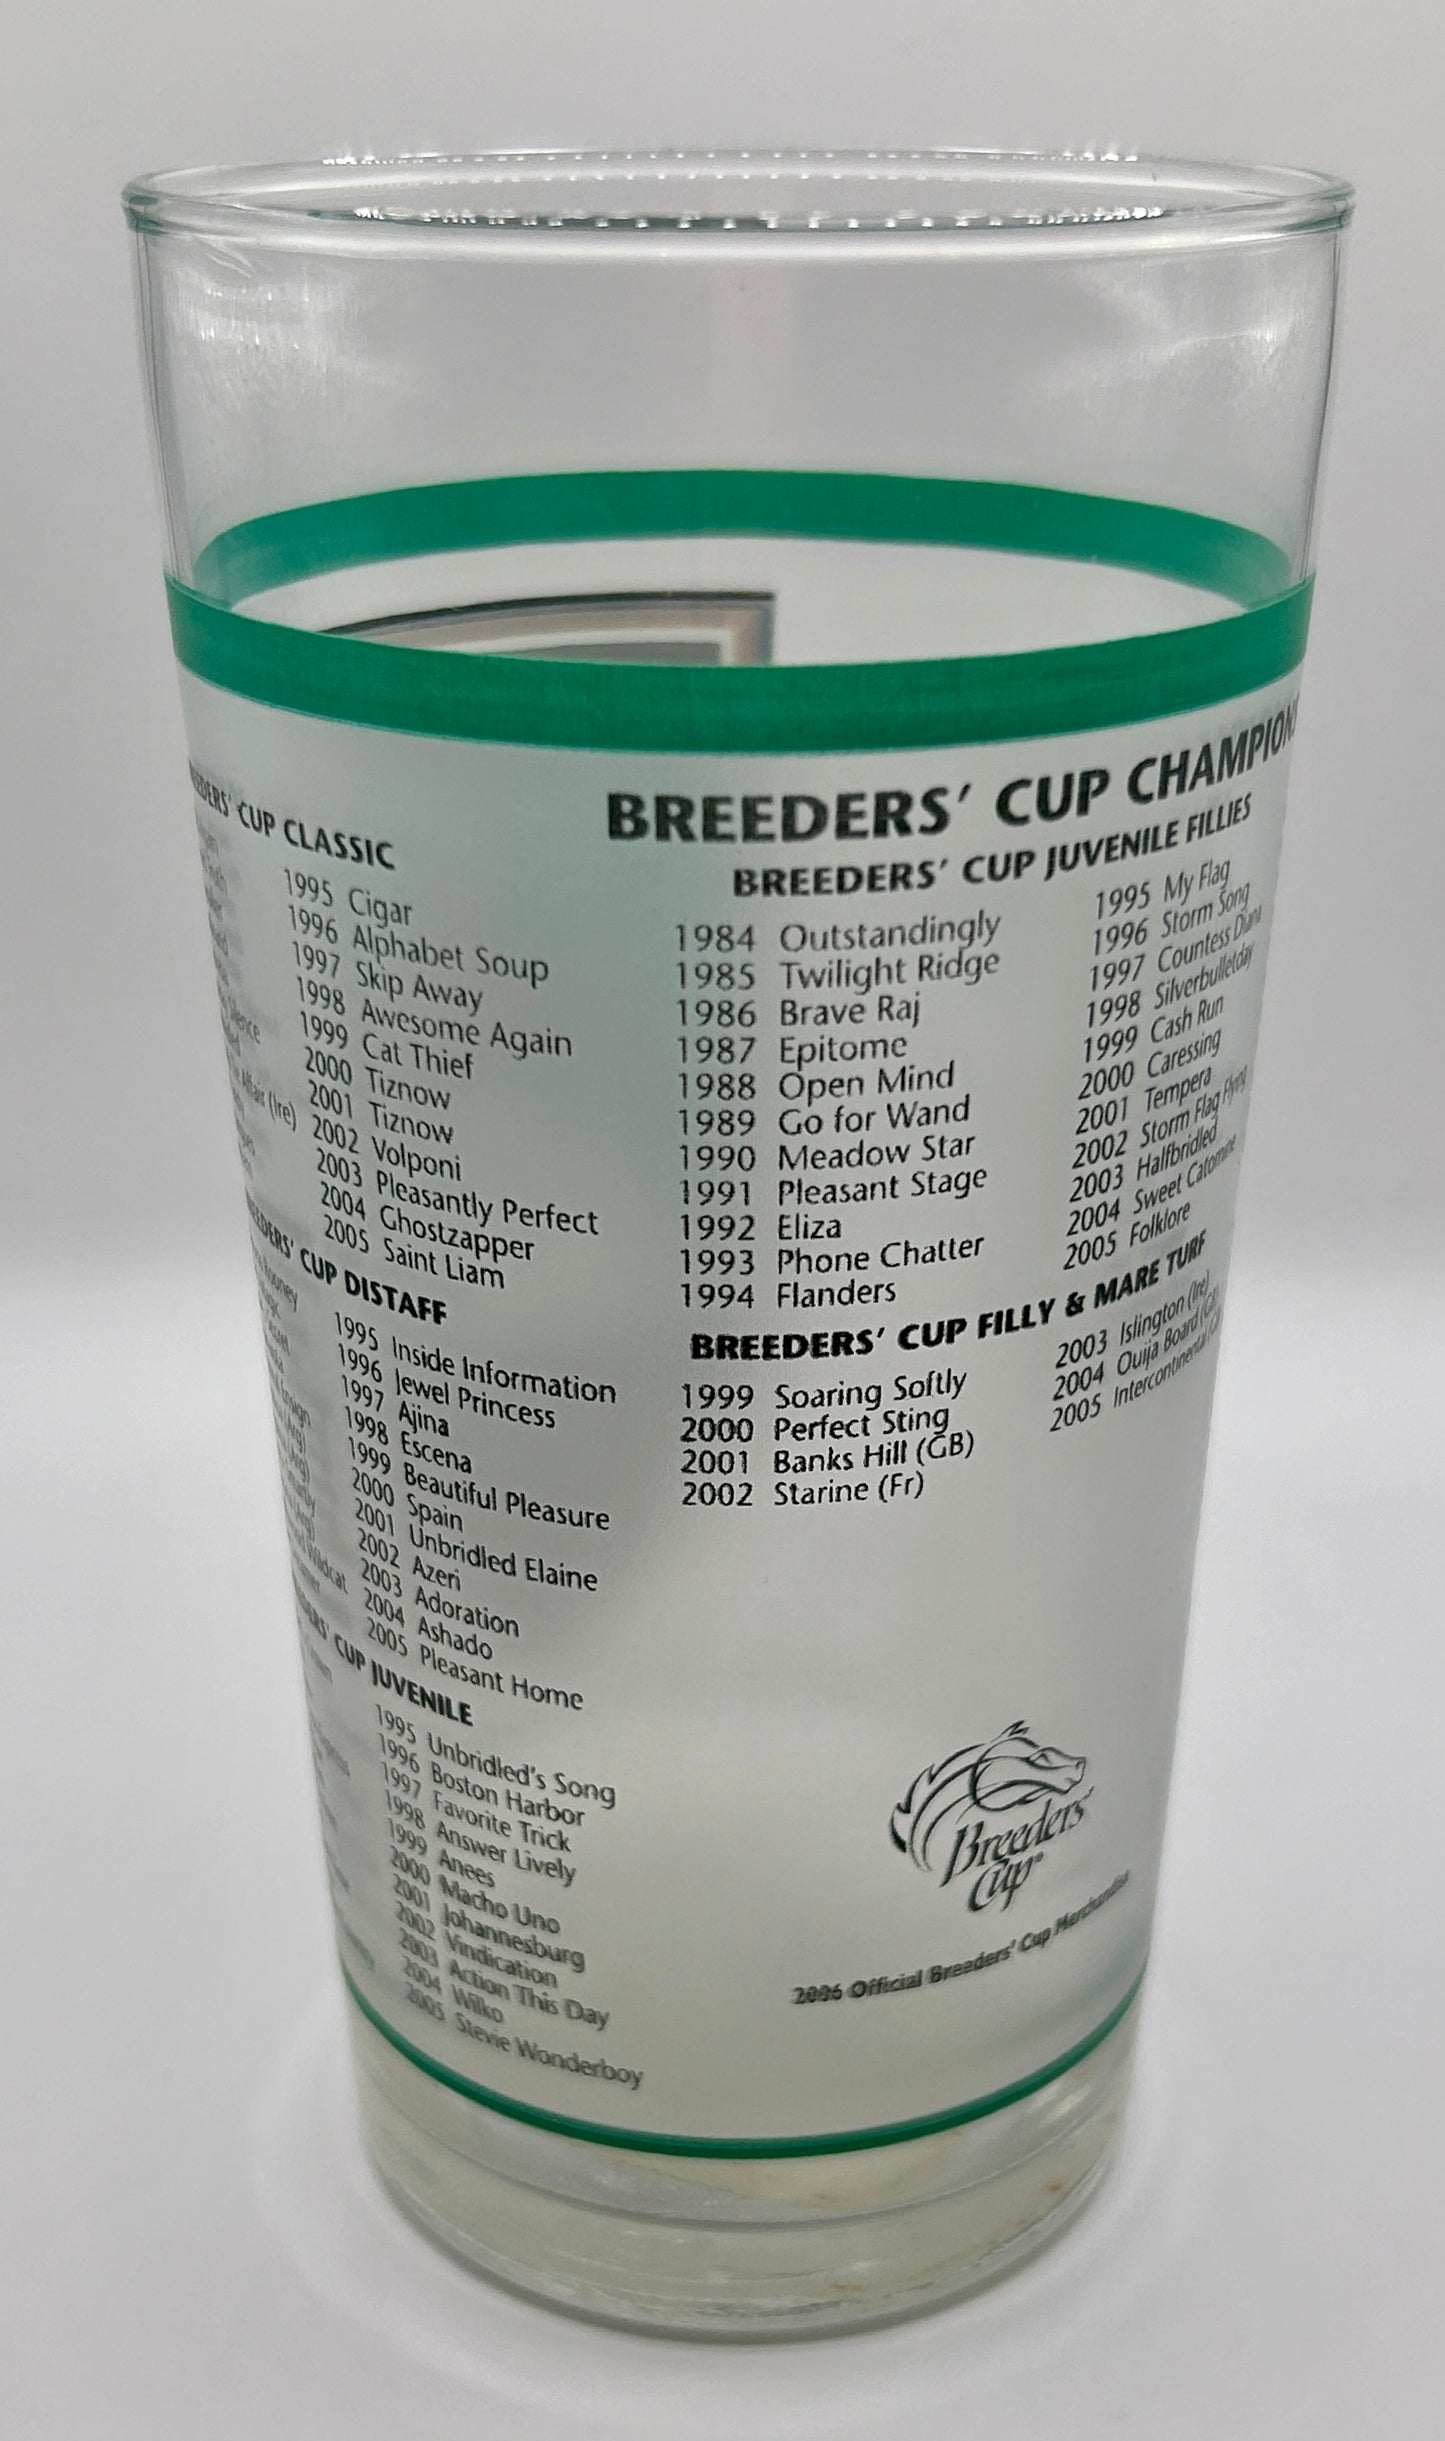 CUP CLASSIC
1995 Cigar
1996 Alphabet Soup
1997 Skip Away
1998 Awesome Again
1999 Cat Thief
2000 Tiznow
2001 Tiznow
(Ire)
2002 Volponi
2003 Pleasantly Perfect
2004 Ghostzapper
2005 Saint Liam
CUP DISTAFF
1995 Inside Information
1996 Jewel Princess
1997 Ajina
1998 Escena
1999 Beautiful Pleasure
2000 Spain
2001 Unbridled Elaine
2002 Azeri
2003 Adoration
2004 Ashado
2005 Pleasant Home
CUP JUVENILE
1995 Unbridled's Song
1996 Boston Harbor
1997 Favorite Trick
1998 Answer Lively
1999 Anees
2000 Macho Uno
2001 Johannesburg
2002 Vindication
2003 Action This Day
2004 Wilko
2005 Stevie Wonderboy
BREEDERS' CUP CHAMPION
BREEDERS' CUP JUVENILE FILLIES
1984 Outstandingly
1985 Twilight Ridge
1986 Brave Raj
1987 Epitome
1988 Open Mind
1989 Go for Wand
1990 Meadow Star
1991 Pleasant Stage
1992 Eliza
1993 Phone Chatter
1994 Flanders
1995 My Flag
1996 Storm Song
1997 Countess Diana
1998 Silverbulletday
1999 Cash Run
2000 Caressing
2001 Tempera
2002 Storm Flag Flying
2003 Halfbridled
2004 Sweet Catomine
2005 Folklore
BREEDERS' CUP FILLY & MARE TURF
1999 Soaring Softly
2000 Perfect Sting
2001 Banks Hill (GB)
2002 Starine (Fr)
2003 Islington (Ire)
2004 Ouija Board (GB)
2005 Intercontinental (GB)
Breeders'
Cup
2006 Official Breeders' Cup Merchandise